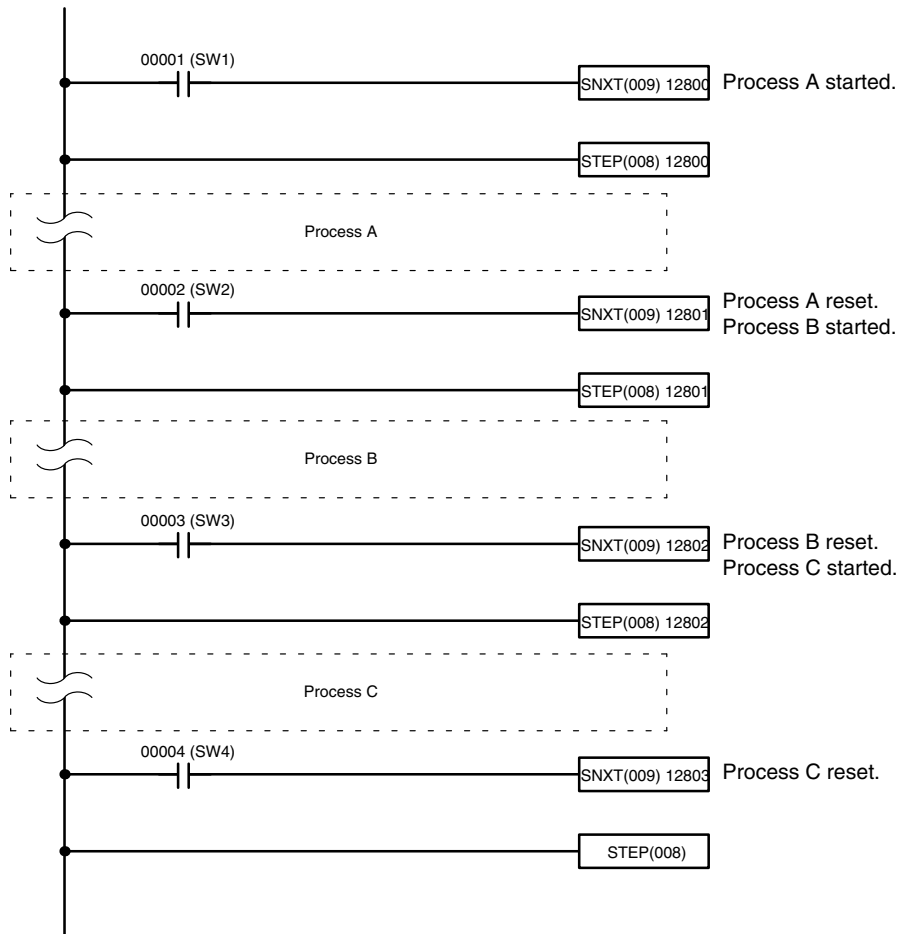 00001 (SW1)
SNXT(009) 12800 Process A started.
STEP(008) 12800
Process A
00002 (SW2)
SNXT(009) 12801 Process A reset.
Process B started.
STEP(008) 12801
Process B
00003 (SW3)
SNXT(009) 12802 Process B reset.
Process C started.
STEP(008) 12802
Process C
00004 (SW4)
SNXT(009) 12803 Process C reset.
STEP(008)